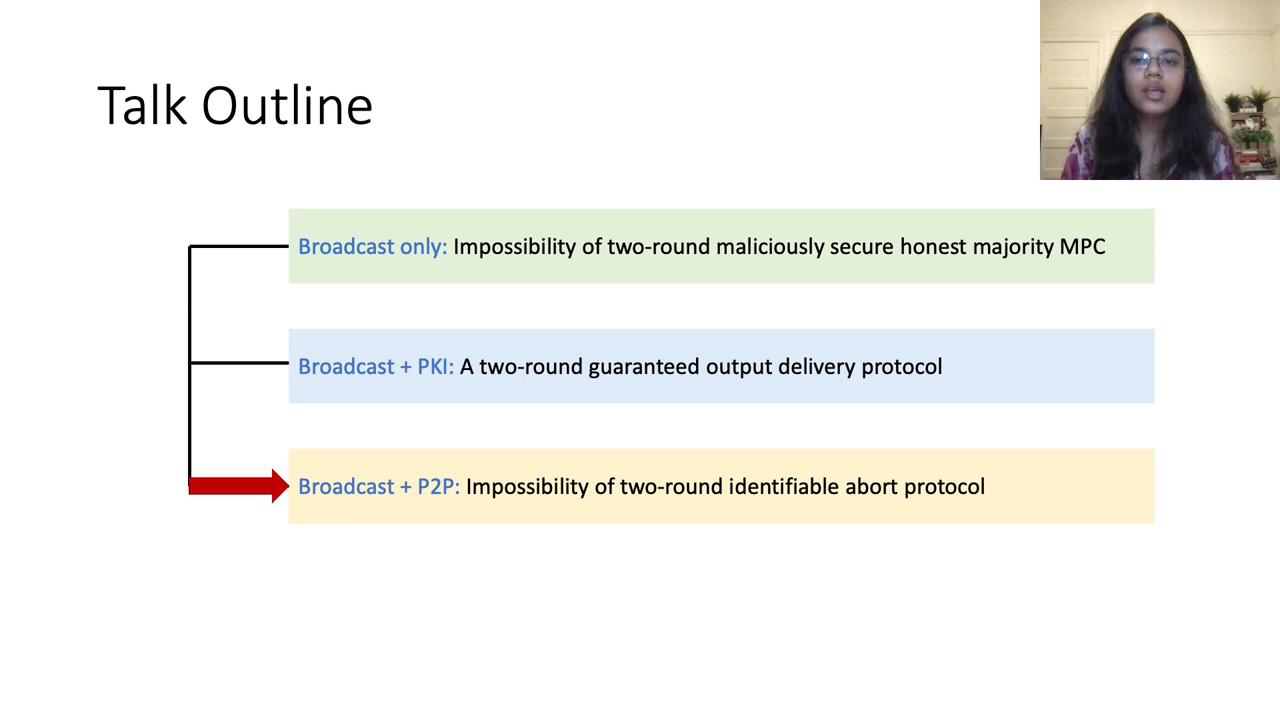 Talk Outline
Broadcast only: Impossibility of two-round maliciously secure honest majority MPC
Broadcast + PKI: A two-round guaranteed output delivery protocol
Broadcast + P2P: Impossibility of two-round identifiable abort protocol